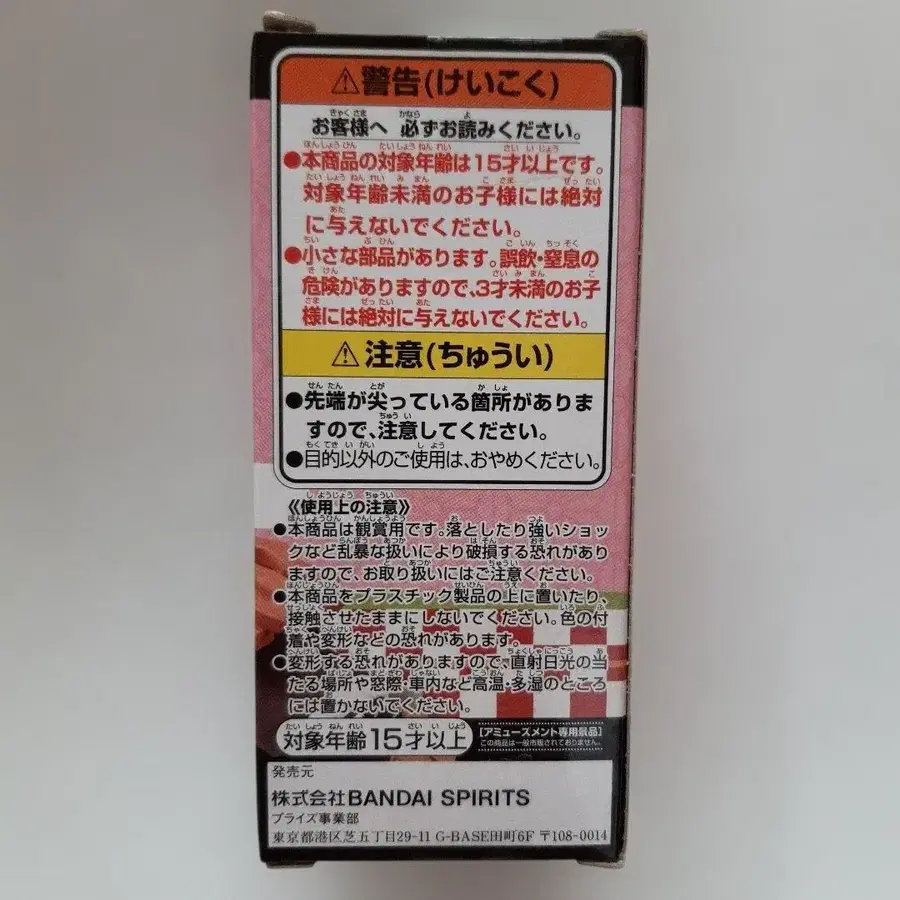 ⚠警告(けいこく)
お客様へ 必ずお読みください。
●本商品の対象年齢は15才以上です。
対象年齢未満のお子様には絶対
に与えないでください。
●小さな部品があります。誤飲・窒息の
危険がありますので、3才未満のお子
様には絶対に与えないでください。
⚠注意(ちゅうい)
●先端が尖っている箇所がありま
すので、注意してください。
●目的以外のご使用は、おやめください。
《使用上の注意》
●本商品は観賞用です。落としたり強いショッ
クなど乱暴な扱いにより破損する恐れがあり
ますので、お取り扱いにはご注意ください。
●本商品をプラスチック製品の上に置いたり、
接触させたままにしないでください。色の付
着や変形などの恐れがあります。
●変形する恐れがありますので、直射日光の当
たる場所や窓際・車内など高温・多湿のところ
には置かないでください。
対象年齢15才以上
[アミューズメント専用景品]
この商品は一般市販されておりません。
発売元
株式会社BANDAI SPIRITS
プライズ事業部
東京都港区芝五丁目29-11 G-BASE田町6F 〒108-0014